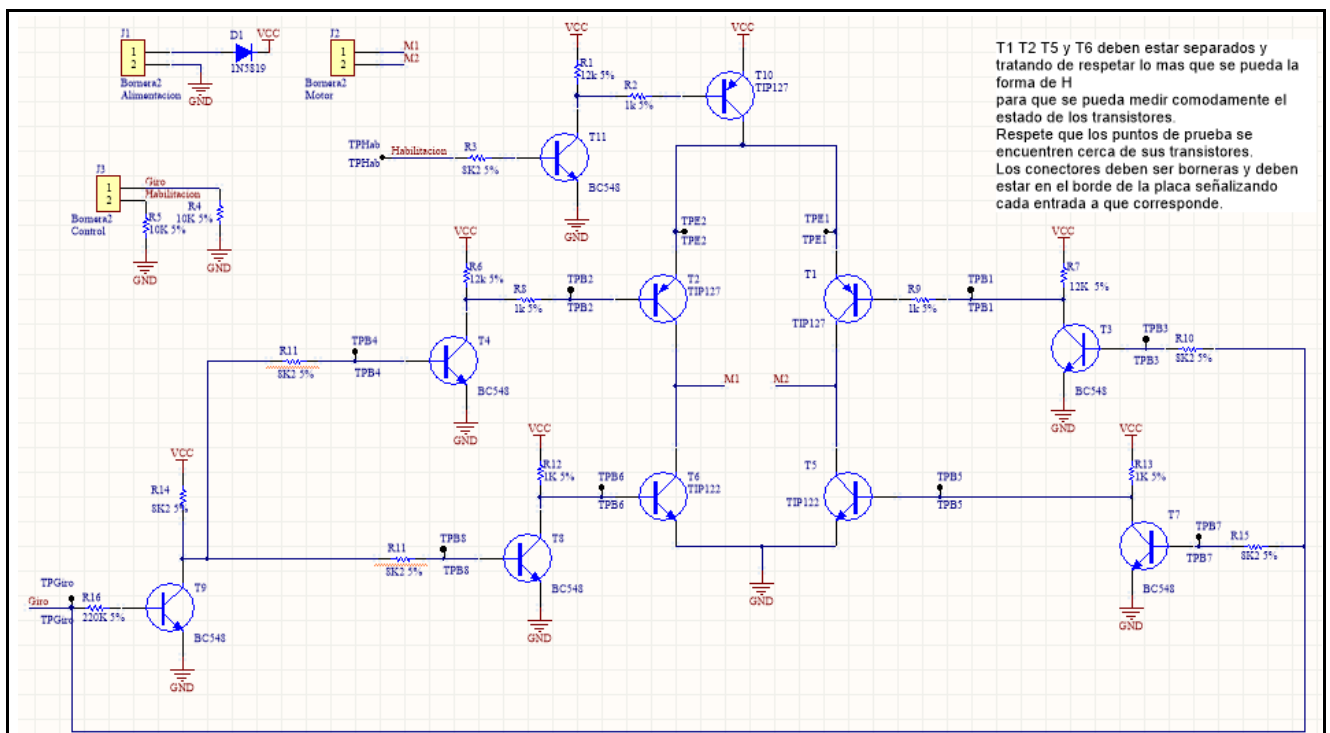 J1
1
2
Bornera2
Alimentacion
D1
VCC
1N5819
GND
J2
1
2
Bornera2
Motor
M1
M2
VCC
R1
12k 5%
R2
1k 5%
VCC
T10
TIP127
T1 T2 T5 y T6 deben estar separados y
tratando de respetar lo mas que se pueda la
forma de H
para que se pueda medir comodamente el
estado de los transistores.
Respete que los puntos de prueba se
encuentren cerca de sus transistores.
Los conectores deben ser borneras y deben
estar en el borde de la placa señalizando
cada entrada a que corresponde.
TPHab
TPHab
Habilitacion
R3
8K2 5%
T11
BC548
GND
J3
1
2
Bornera2
Control
Giro
Habilitacion
R4
10K 5%
R5
10K 5%
GND
GND
TPE2
TPE2
TPE1
TPE1
VCC
R6
12k 5%
R8
1k 5%
TPB2
TPB2
T2
TIP127
T1
TIP127
R9
1k 5%
TPB1
TPB1
VCC
R7
12K 5%
R11
8K2 5%
TPB4
TPB4
T4
BC548
GND
M1
M2
T3
BC548
GND
TPB3
TPB3
R10
8K2 5%
VCC
R12
1K 5%
TPB6
TPB6
T6
TIP122
T5
TIP122
TPB5
TPB5
VCC
R13
1K 5%
VCC
R14
8K2 5%
R11
8K2 5%
TPB8
TPB8
T8
BC548
GND
GND
T7
BC548
GND
TPB7
TPB7
R15
8K2 5%
TPGiro
TPGiro
Giro
R16
220K 5%
T9
BC548
GND